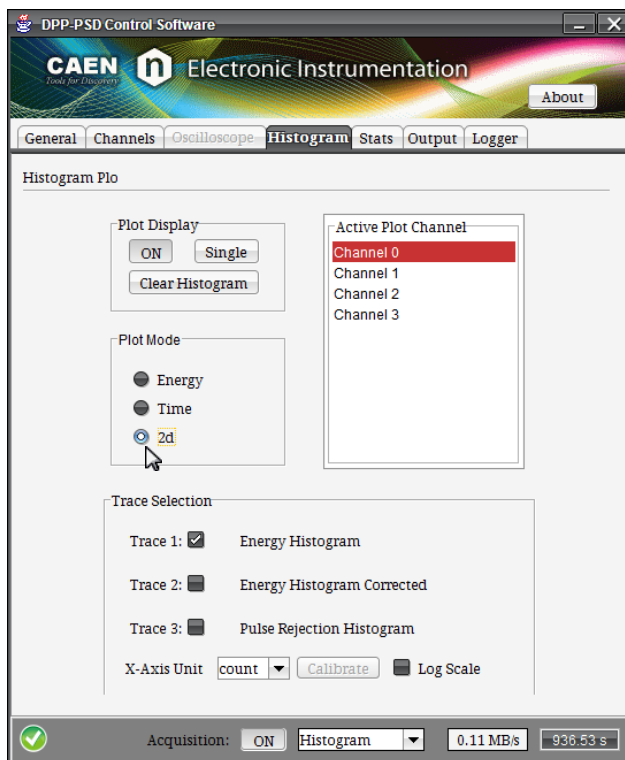 DPP-PSD Control Software
CAEN
Tools for Discovery
n Electronic Instrumentation
About
General Channels Oscilloscope Histogram Stats Output Logger
Histogram Plo
Plot Display
ON Single
Clear Histogram
Active Plot Channel
Channel 0
Channel 1
Channel 2
Channel 3
Plot Mode
Energy
Time
2d
Trace Selection
Trace 1: Energy Histogram
Trace 2: Energy Histogram Corrected
Trace 3: Pulse Rejection Histogram
X-Axis Unit count Calibrate Log Scale
Acquisition: ON Histogram 0.11 MB/s 936.53 s